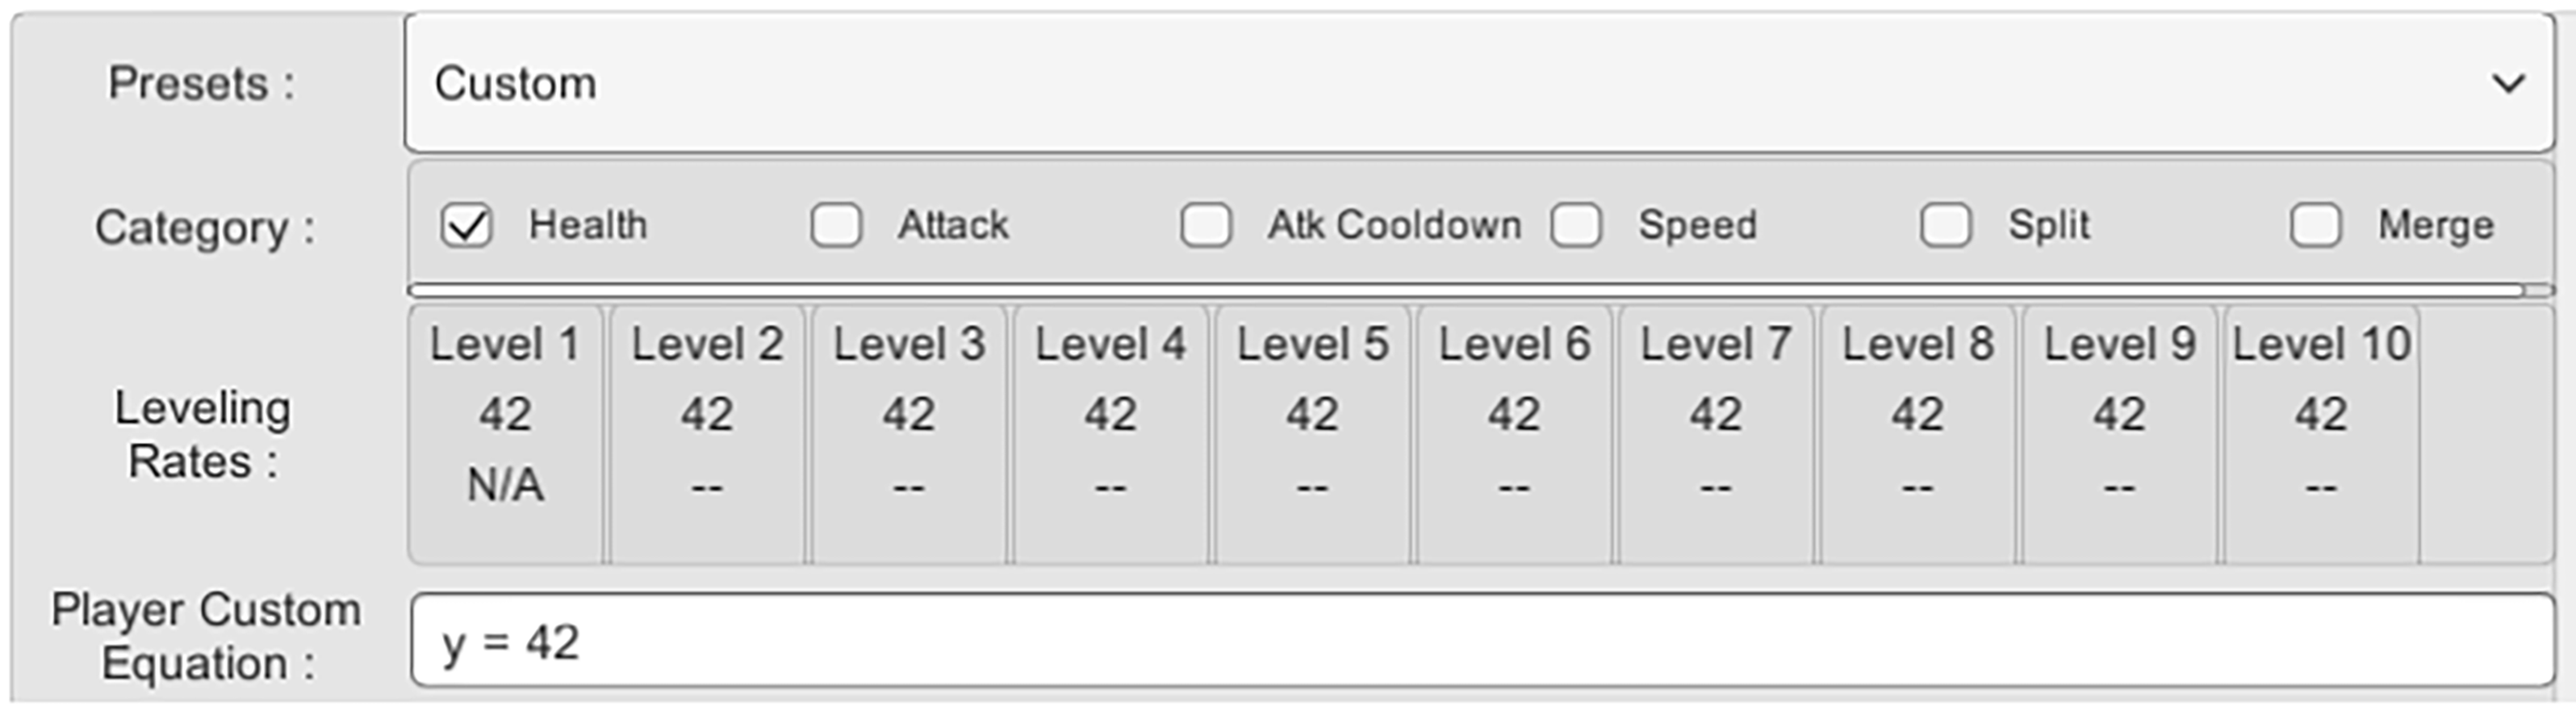 Presets :
Custom
Category :
Health Attack Atk Cooldown Speed Split Merge
Leveling
Rates :
Level 1 Level 2 Level 3 Level 4 Level 5 Level 6 Level 7 Level 8 Level 9 Level 10
42 42 42 42 42 42 42 42 42 42
N/A -- -- -- -- -- -- -- -- --
Player Custom
Equation :
y = 42